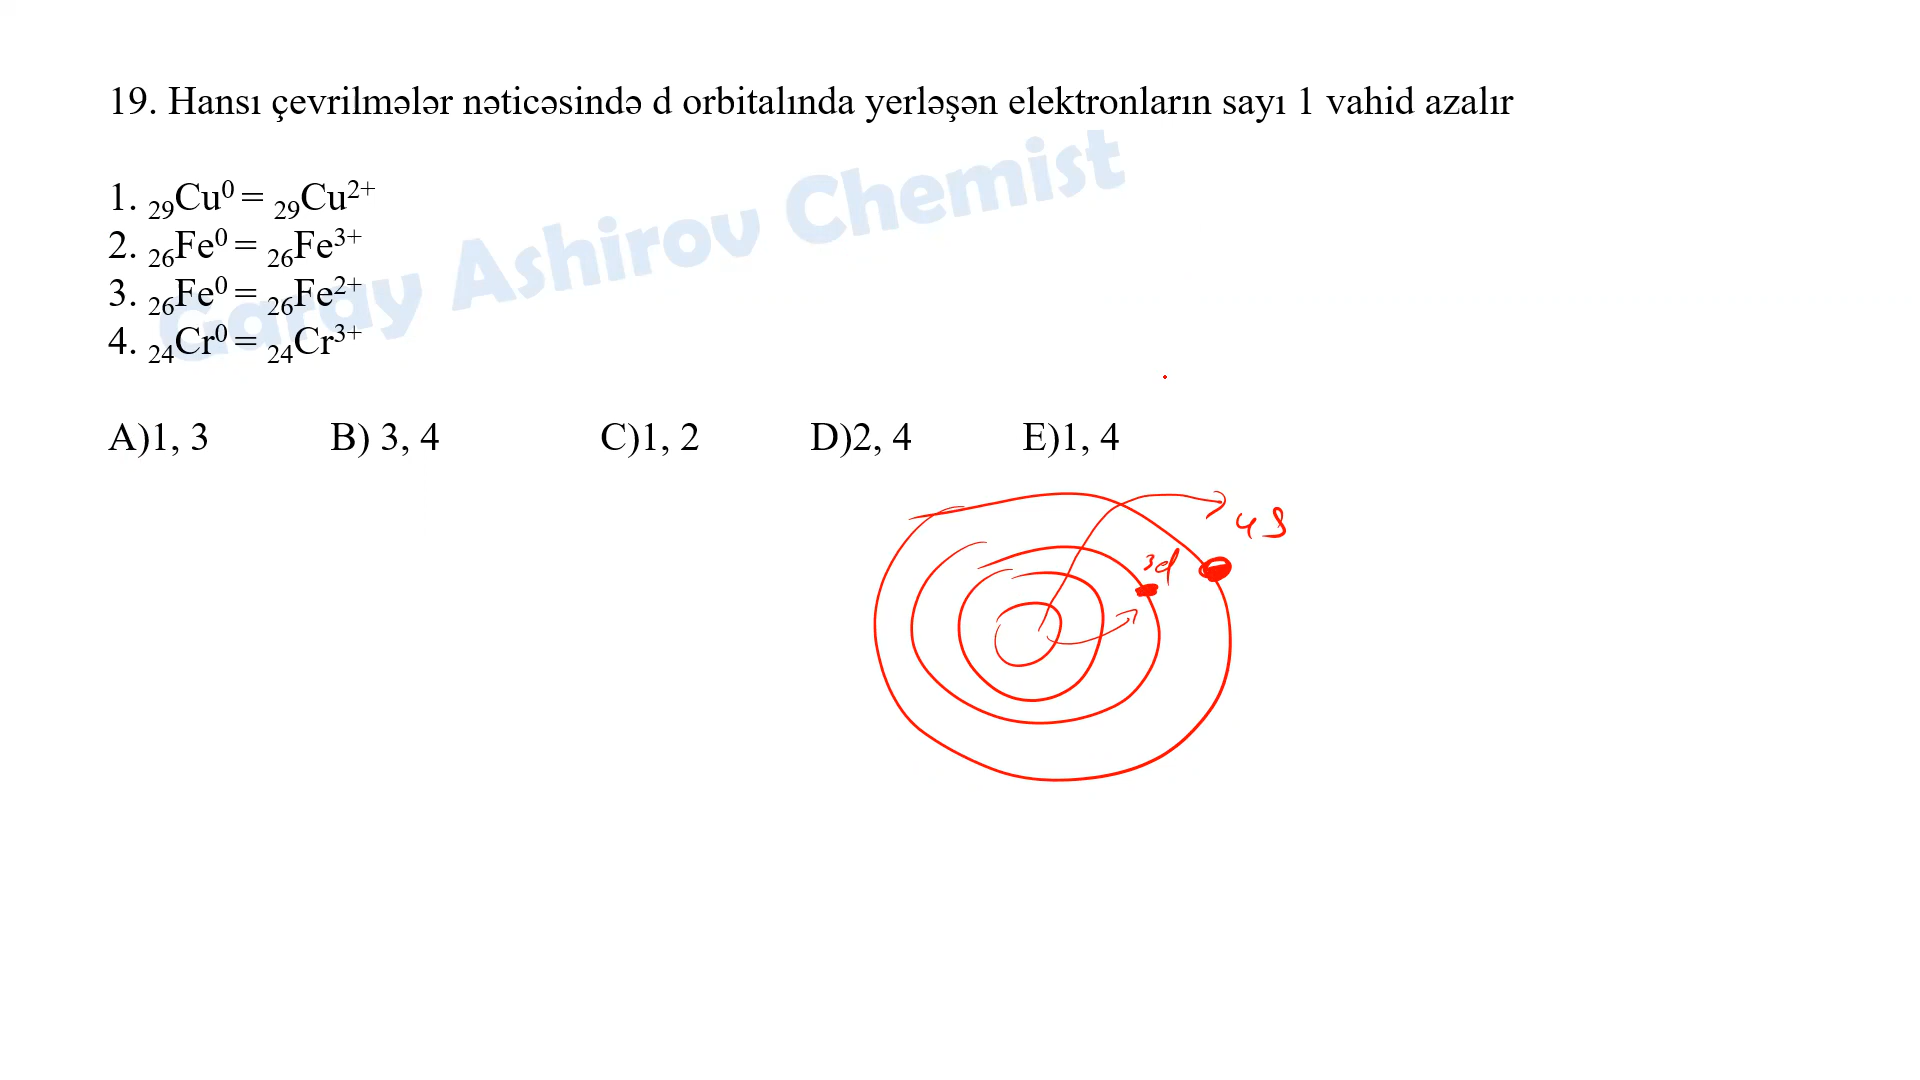 19. Hansı çevrilmələr nəticəsində d orbitalında yerləşən elektronların sayı 1 vahid azalır
Garay Ashirov Chemist
1. ₂₉Cu⁰ = ₂₉Cu²⁺
2. ₂₆Fe⁰ = ₂₆Fe³⁺
3. ₂₆Fe⁰ = ₂₆Fe²⁺
4. ₂₄Cr⁰ = ₂₄Cr³⁺
A)1, 3 B) 3, 4 C)1, 2 D)2, 4 E)1, 4
4S
3d